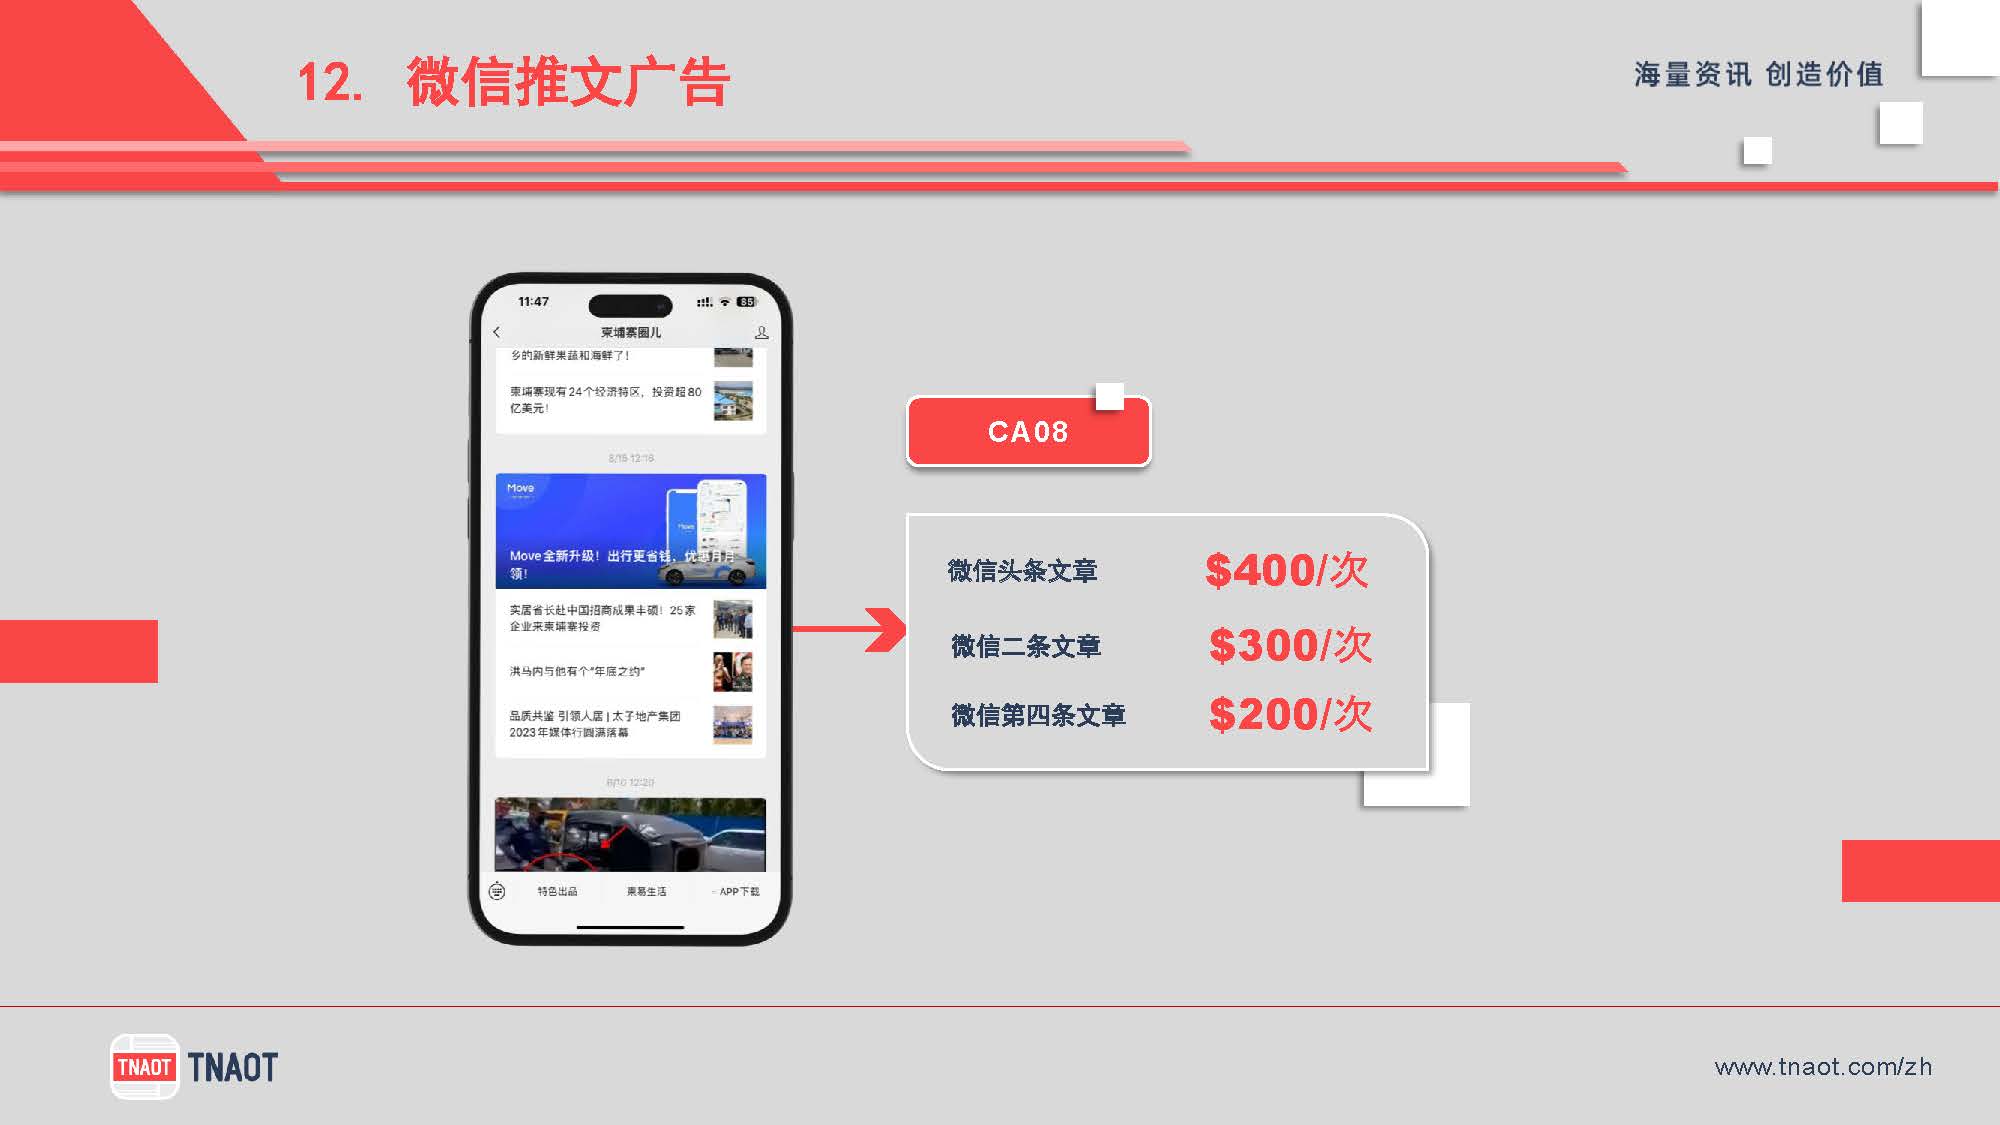 12. 微信推文广告
海量资讯 创造价值
11:47
85
柬埔寨圈儿
乡的新鲜果蔬和海鲜了！
柬埔寨现有24个经济特区，投资超80
亿美元！
8/15 12:16
Move
Move
Move全新升级！出行更省钱，优惠月月
领！
实居省长赴中国招商成果丰硕！25家
企业来柬埔寨投资
洪马内与他有个“年底之约”
品质共鉴 引领人居 | 太子地产集团
2023年媒体行圆满落幕
12:20
特色出品
柬易生活
APP下载
CA08
微信头条文章 $400/次
微信二条文章 $300/次
微信第四条文章 $200/次
TNAOT
TNAOT
www.tnaot.com/zh